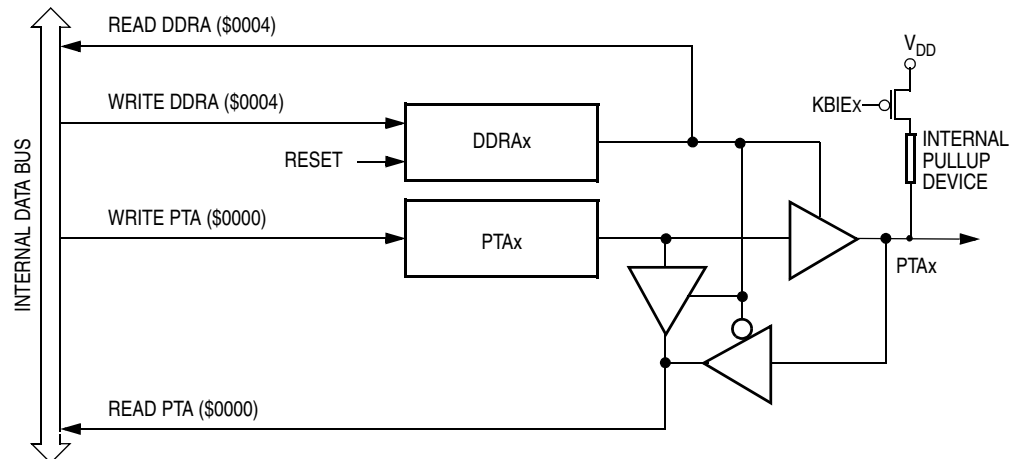 READ DDRA ($0004)
V_DD
WRITE DDRA ($0004)
KBIEx
DDRAx
INTERNAL
PULLUP
DEVICE
RESET
WRITE PTA ($0000)
PTAx
PTAx
INTERNAL DATA BUS
READ PTA ($0000)